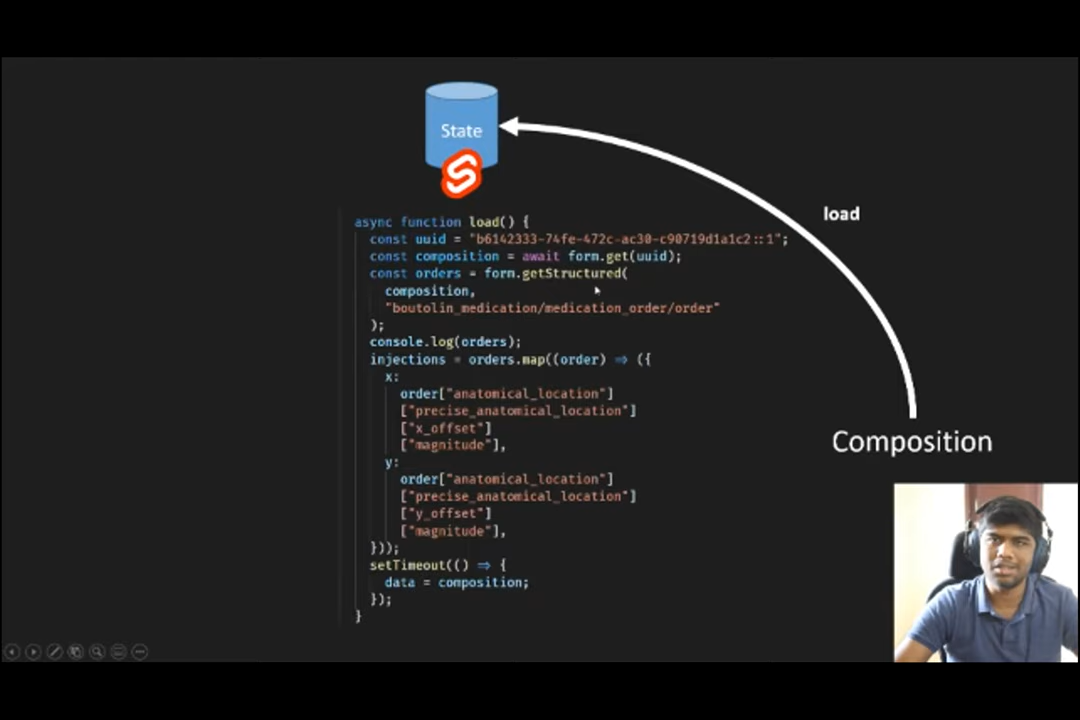 State
load
async function load() {
const uuid = "b6142333-74fe-472c-ac30-c90719d1a1c2::1";
const composition = await form.get(uuid);
const orders = form.getStructured(
composition,
"boutolin_medication/medication_order/order"
);
console.log(orders);
injections = orders.map((order) => ({
x:
order["anatomical_location"]
["precise_anatomical_location"]
["x_offset"]
["magnitude"],
y:
order["anatomical_location"]
["precise_anatomical_location"]
["y_offset"]
["magnitude"],
}));
setTimeout(() => {
data = composition;
});
}
Composition